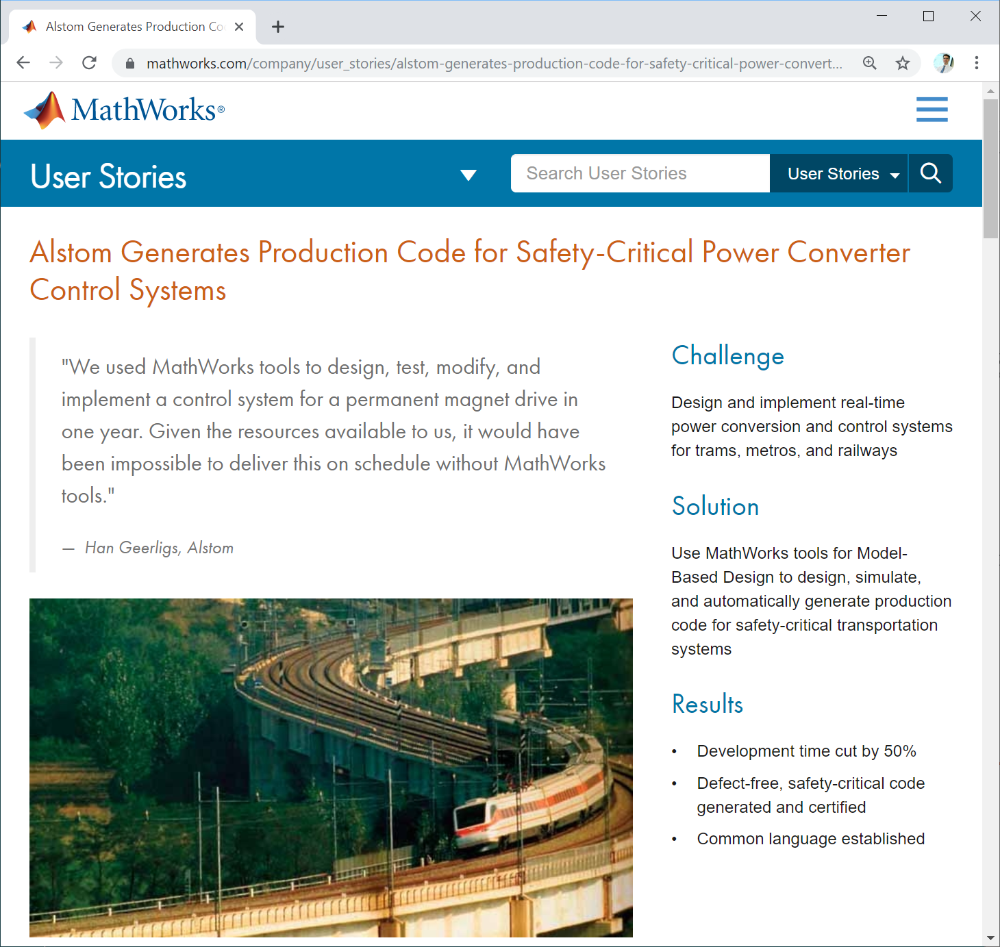 Alstom Generates Production Co
mathworks.com/company/user_stories/alstom-generates-production-code-for-safety-critical-power-convert...
MathWorks®
User Stories
Search User Stories
User Stories
Alstom Generates Production Code for Safety-Critical Power Converter
Control Systems
"We used MathWorks tools to design, test, modify, and
implement a control system for a permanent magnet drive in
one year. Given the resources available to us, it would have
been impossible to deliver this on schedule without MathWorks
tools."
— Han Geerligs, Alstom
Challenge
Design and implement real-time
power conversion and control systems
for trams, metros, and railways
Solution
Use MathWorks tools for Model-
Based Design to design, simulate,
and automatically generate production
code for safety-critical transportation
systems
Results
• Development time cut by 50%
• Defect-free, safety-critical code
generated and certified
• Common language established